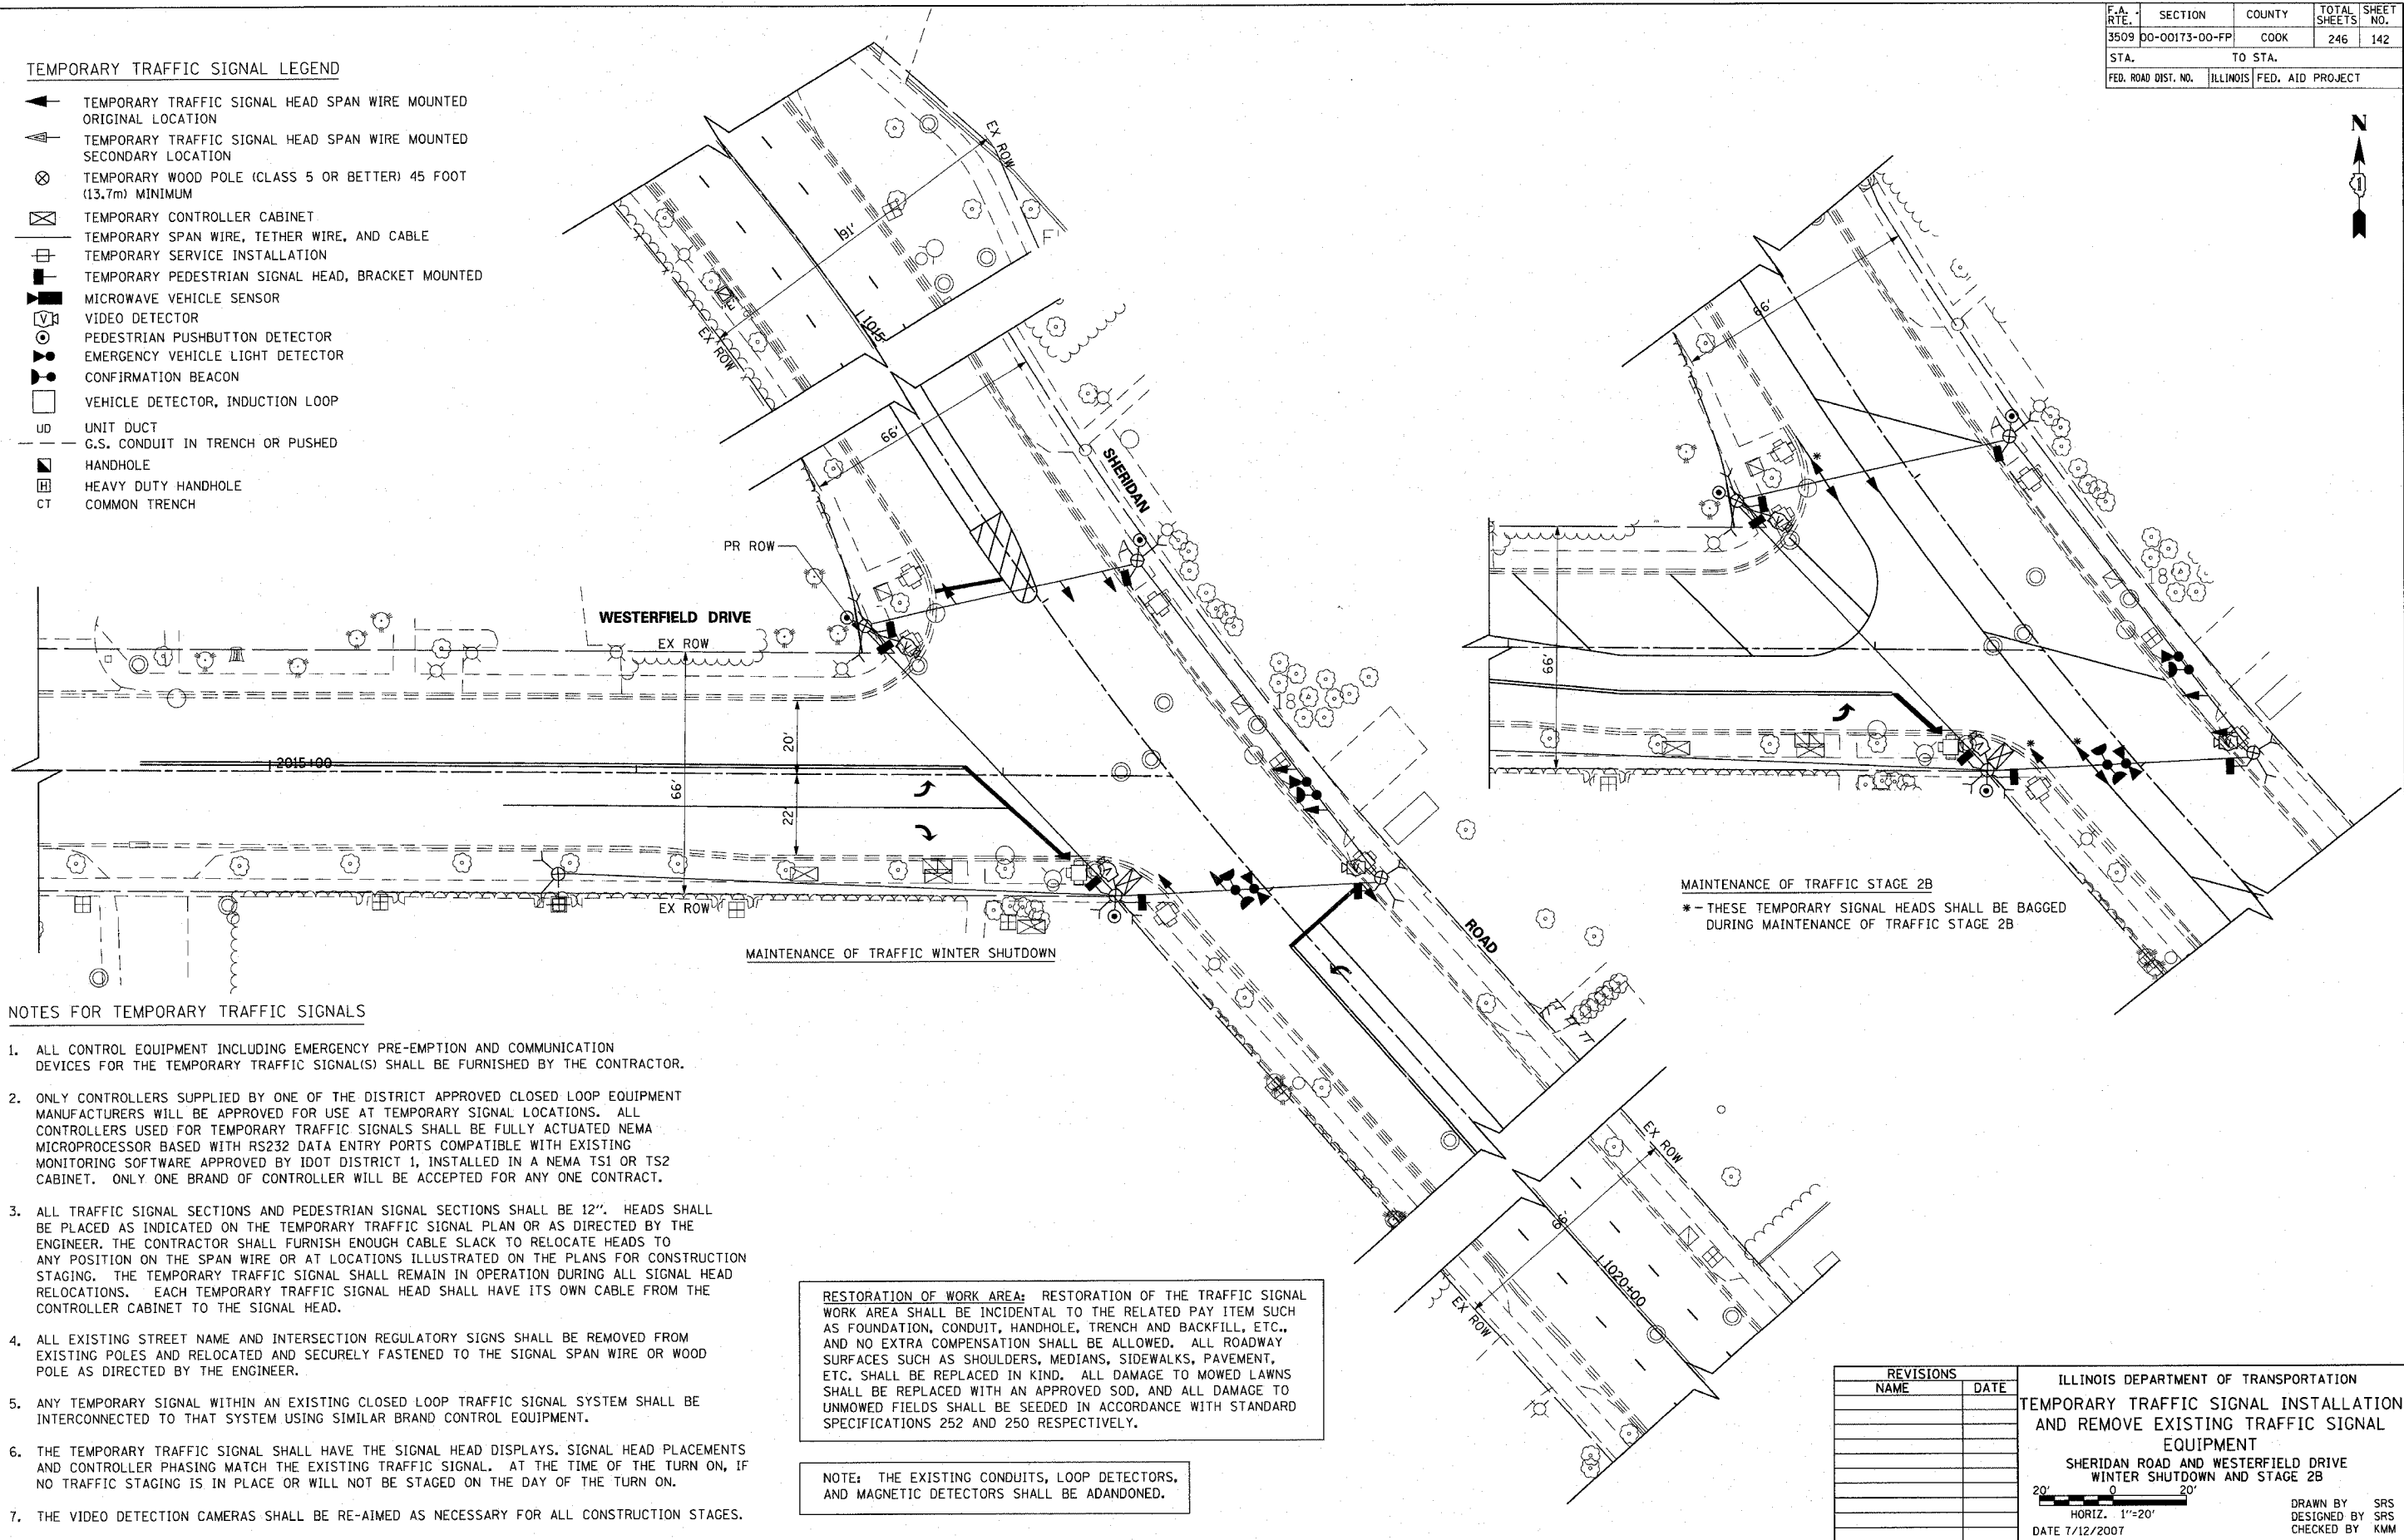 F.A. RTE. SECTION COUNTY TOTAL SHEETS SHEET NO.
3509 00-00173-00-FP COOK 246 142
STA. TO STA.
FED. ROAD DIST. NO. ILLINOIS FED. AID PROJECT
N
1
TEMPORARY TRAFFIC SIGNAL LEGEND
TEMPORARY TRAFFIC SIGNAL HEAD SPAN WIRE MOUNTED
ORIGINAL LOCATION
TEMPORARY TRAFFIC SIGNAL HEAD SPAN WIRE MOUNTED
SECONDARY LOCATION
TEMPORARY WOOD POLE (CLASS 5 OR BETTER) 45 FOOT
(13.7m) MINIMUM
TEMPORARY CONTROLLER CABINET
TEMPORARY SPAN WIRE, TETHER WIRE, AND CABLE
TEMPORARY SERVICE INSTALLATION
TEMPORARY PEDESTRIAN SIGNAL HEAD, BRACKET MOUNTED
MICROWAVE VEHICLE SENSOR
V VIDEO DETECTOR
PEDESTRIAN PUSHBUTTON DETECTOR
EMERGENCY VEHICLE LIGHT DETECTOR
CONFIRMATION BEACON
VEHICLE DETECTOR, INDUCTION LOOP
UD UNIT DUCT
G.S. CONDUIT IN TRENCH OR PUSHED
HANDHOLE
H HEAVY DUTY HANDHOLE
CT COMMON TRENCH
EX ROW
91'
EX ROW
1015
66'
SHERIDAN
PR ROW
WESTERFIELD DRIVE
EX ROW
20'
2015+00
66'
22'
EX ROW
18
ROAD
MAINTENANCE OF TRAFFIC WINTER SHUTDOWN
66'
*
18
66'
*
*
MAINTENANCE OF TRAFFIC STAGE 2B
* - THESE TEMPORARY SIGNAL HEADS SHALL BE BAGGED
DURING MAINTENANCE OF TRAFFIC STAGE 2B
EX ROW
66'
1020+00
EX ROW
NOTES FOR TEMPORARY TRAFFIC SIGNALS
1. ALL CONTROL EQUIPMENT INCLUDING EMERGENCY PRE-EMPTION AND COMMUNICATION
DEVICES FOR THE TEMPORARY TRAFFIC SIGNAL(S) SHALL BE FURNISHED BY THE CONTRACTOR.
2. ONLY CONTROLLERS SUPPLIED BY ONE OF THE DISTRICT APPROVED CLOSED LOOP EQUIPMENT
MANUFACTURERS WILL BE APPROVED FOR USE AT TEMPORARY SIGNAL LOCATIONS. ALL
CONTROLLERS USED FOR TEMPORARY TRAFFIC SIGNALS SHALL BE FULLY ACTUATED NEMA
MICROPROCESSOR BASED WITH RS232 DATA ENTRY PORTS COMPATIBLE WITH EXISTING
MONITORING SOFTWARE APPROVED BY IDOT DISTRICT 1, INSTALLED IN A NEMA TS1 OR TS2
CABINET. ONLY ONE BRAND OF CONTROLLER WILL BE ACCEPTED FOR ANY ONE CONTRACT.
3. ALL TRAFFIC SIGNAL SECTIONS AND PEDESTRIAN SIGNAL SECTIONS SHALL BE 12". HEADS SHALL
BE PLACED AS INDICATED ON THE TEMPORARY TRAFFIC SIGNAL PLAN OR AS DIRECTED BY THE
ENGINEER. THE CONTRACTOR SHALL FURNISH ENOUGH CABLE SLACK TO RELOCATE HEADS TO
ANY POSITION ON THE SPAN WIRE OR AT LOCATIONS ILLUSTRATED ON THE PLANS FOR CONSTRUCTION
STAGING. THE TEMPORARY TRAFFIC SIGNAL SHALL REMAIN IN OPERATION DURING ALL SIGNAL HEAD
RELOCATIONS. EACH TEMPORARY TRAFFIC SIGNAL HEAD SHALL HAVE ITS OWN CABLE FROM THE
CONTROLLER CABINET TO THE SIGNAL HEAD.
4. ALL EXISTING STREET NAME AND INTERSECTION REGULATORY SIGNS SHALL BE REMOVED FROM
EXISTING POLES AND RELOCATED AND SECURELY FASTENED TO THE SIGNAL SPAN WIRE OR WOOD
POLE AS DIRECTED BY THE ENGINEER.
5. ANY TEMPORARY SIGNAL WITHIN AN EXISTING CLOSED LOOP TRAFFIC SIGNAL SYSTEM SHALL BE
INTERCONNECTED TO THAT SYSTEM USING SIMILAR BRAND CONTROL EQUIPMENT.
6. THE TEMPORARY TRAFFIC SIGNAL SHALL HAVE THE SIGNAL HEAD DISPLAYS. SIGNAL HEAD PLACEMENTS
AND CONTROLLER PHASING MATCH THE EXISTING TRAFFIC SIGNAL. AT THE TIME OF THE TURN ON, IF
NO TRAFFIC STAGING IS IN PLACE OR WILL NOT BE STAGED ON THE DAY OF THE TURN ON.
7. THE VIDEO DETECTION CAMERAS SHALL BE RE-AIMED AS NECESSARY FOR ALL CONSTRUCTION STAGES.
RESTORATION OF WORK AREA: RESTORATION OF THE TRAFFIC SIGNAL
WORK AREA SHALL BE INCIDENTAL TO THE RELATED PAY ITEM SUCH
AS FOUNDATION, CONDUIT, HANDHOLE, TRENCH AND BACKFILL, ETC.,
AND NO EXTRA COMPENSATION SHALL BE ALLOWED. ALL ROADWAY
SURFACES SUCH AS SHOULDERS, MEDIANS, SIDEWALKS, PAVEMENT,
ETC. SHALL BE REPLACED IN KIND. ALL DAMAGE TO MOWED LAWNS
SHALL BE REPLACED WITH AN APPROVED SOD, AND ALL DAMAGE TO
UNMOWED FIELDS SHALL BE SEEDED IN ACCORDANCE WITH STANDARD
SPECIFICATIONS 252 AND 250 RESPECTIVELY.
NOTE: THE EXISTING CONDUITS, LOOP DETECTORS,
AND MAGNETIC DETECTORS SHALL BE ADANDONED.
REVISIONS
NAME DATE
ILLINOIS DEPARTMENT OF TRANSPORTATION
TEMPORARY TRAFFIC SIGNAL INSTALLATION
AND REMOVE EXISTING TRAFFIC SIGNAL
EQUIPMENT
SHERIDAN ROAD AND WESTERFIELD DRIVE
WINTER SHUTDOWN AND STAGE 2B
20' 0 20'
HORIZ. 1"=20'
DATE 7/12/2007
DRAWN BY SRS
DESIGNED BY SRS
CHECKED BY KMM